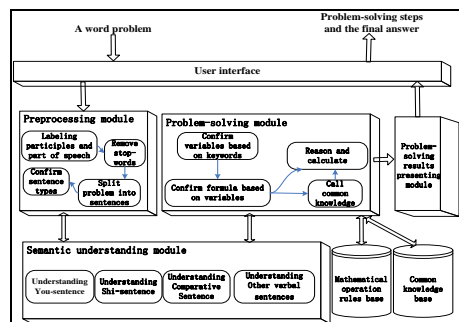 A word problem
Problem-solving steps
and the final answer
User interface
Preprocessing module
Labeling
participles and part
of speech
Remove
stop-
words
Confirm
sentence
types
Split
problem into
sentences
Problem-solving module
Confirm
variables based
on keywords
Reason and
calculate
Confirm formula based
on variables
Call
common
knowledge
Problem-
solving
results
presenting
module
Semantic understanding module
Understanding
You-sentence
Understanding
Shi-sentence
Understanding
Comparative
Sentence
Understanding
Other verbal
sentences
Mathematical
operation
rules base
Common
knowledge
base